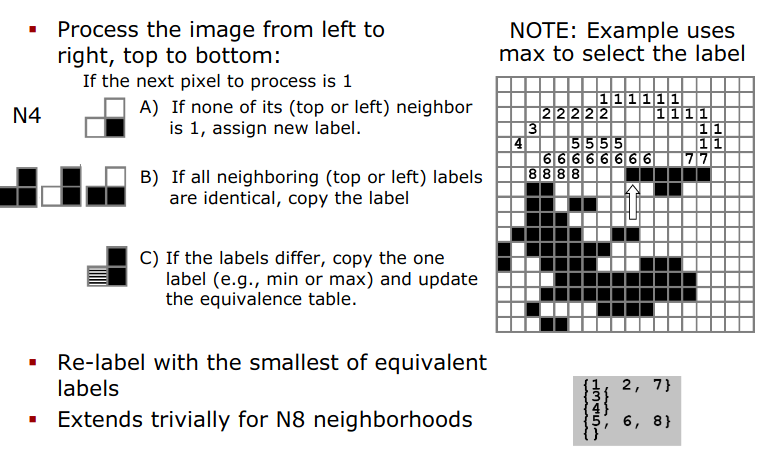 Process the image from left to
right, top to bottom:
If the next pixel to process is 1
N4
A) If none of its (top or left) neighbor
is 1, assign new label.
B) If all neighboring (top or left) labels
are identical, copy the label
C) If the labels differ, copy the one
label (e.g., min or max) and update
the equivalence table.
Re-label with the smallest of equivalent
labels
Extends trivially for N8 neighborhoods
NOTE: Example uses
max to select the label
1 1 1 1 1 1
2 2 2 2 2 1 1 1 1
3 1 1
4 5 5 5 5 1 1
6 6 6 6 6 6 6 6 7 7
8 8 8 8
{1, 2, 7}
{3}
{4}
{5, 6, 8}
{}